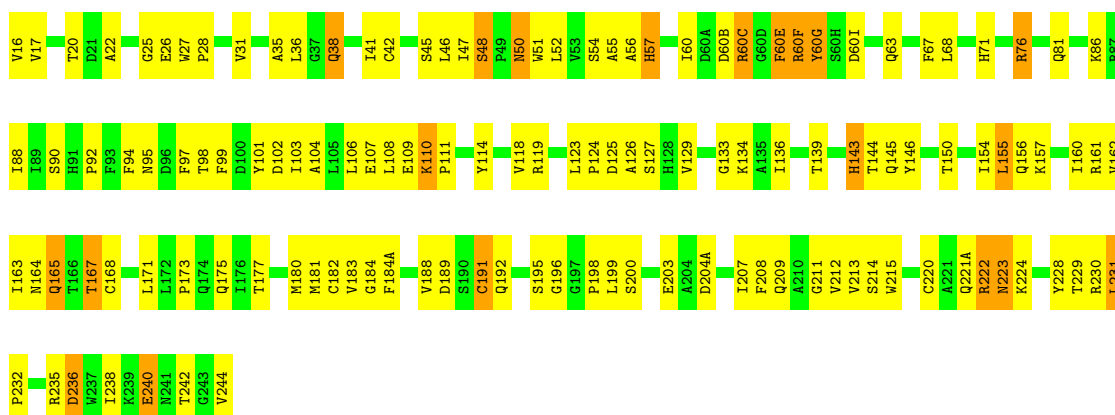 V16 V17 T20 D21 A22 G25 E26 W27 P28 V31 A35 L36 G37 Q38 I41 C42 S45 L46 I47 S48 P49 N50 W51 L52 V53 S54 A55 A56 H57 I60 D60A D60B R60C G60D F60E R60F Y60G S60H D60I Q63 F67 L68 H71 R76 Q81 K86 R87
I88 I89 S90 H91 P92 F93 F94 N95 D96 F97 T98 F99 D100 Y101 D102 I103 A104 L105 L106 E107 L108 E109 K110 P111 Y114 V118 R119 L123 P124 D125 A126 S127 H128 V129 G133 K134 A135 I136 T139 H143 T144 Q145 Y146 T150 I154 L155 Q156 K157 I160 R161 V162
I163 N164 Q165 T166 T167 C168 L171 L172 P173 Q174 Q175 I176 T177 M180 M181 C182 V183 G184 F184A V188 D189 S190 C191 Q192 S195 G196 G197 P198 L199 S200 E203 A204 D204A I207 F208 Q209 A210 G211 V212 V213 S214 W215 C220 A221 Q221A R222 N223 K224 Y228 T229 R230 L231
P232 R235 D236 W237 I238 K239 E240 N241 T242 G243 V244